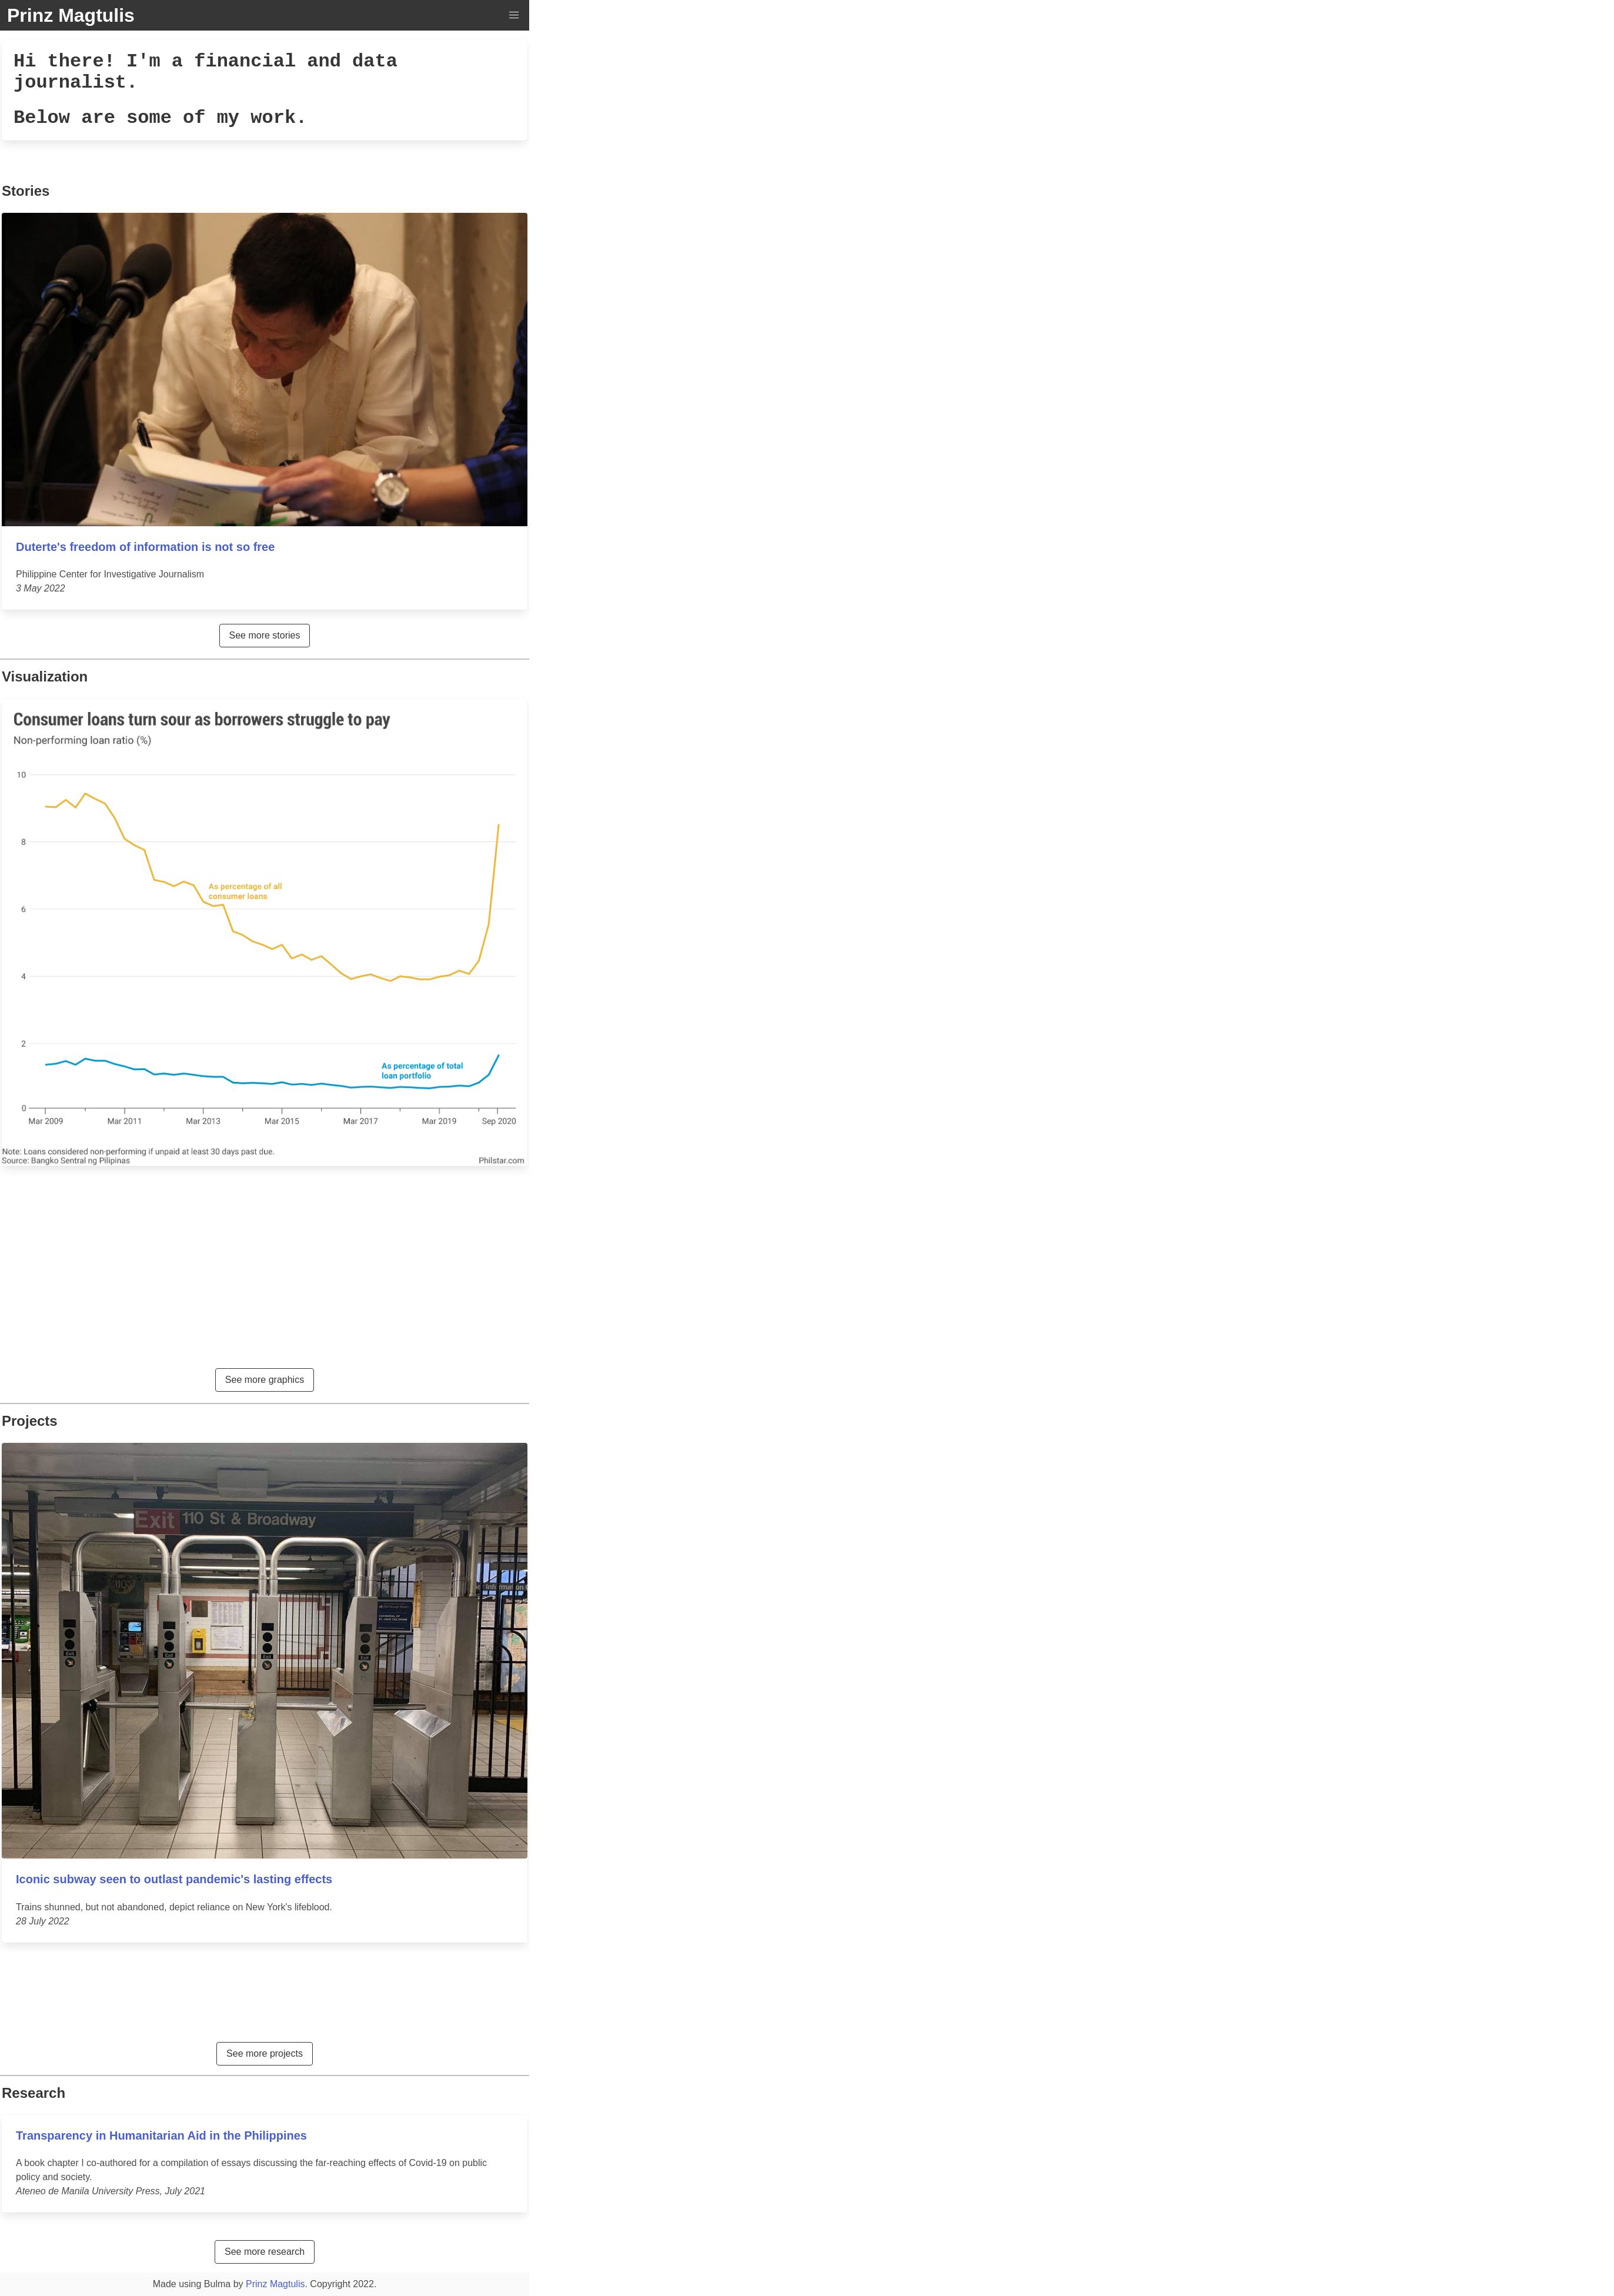 Prinz Magtulis
Hi there! I'm a financial and data
journalist.
Below are some of my work.
Stories
Duterte's freedom of information is not so free
Philippine Center for Investigative Journalism
3 May 2022
See more stories
Visualization
Consumer loans turn sour as borrowers struggle to pay
Non-performing loan ratio (%)
10
8
As percentage of all
consumer loans
6
4
2
As percentage of total
loan portfolio
0
Mar 2009 Mar 2011 Mar 2013 Mar 2015 Mar 2017 Mar 2019 Sep 2020
Note: Loans considered non-performing if unpaid at least 30 days past due.
Source: Bangko Sentral ng Pilipinas Philstar.com
See more graphics
Projects
Exit 110 St & Broadway
Iconic subway seen to outlast pandemic's lasting effects
Trains shunned, but not abandoned, depict reliance on New York's lifeblood.
28 July 2022
See more projects
Research
Transparency in Humanitarian Aid in the Philippines
A book chapter I co-authored for a compilation of essays discussing the far-reaching effects of Covid-19 on public
policy and society.
Ateneo de Manila University Press, July 2021
See more research
Made using Bulma by Prinz Magtulis. Copyright 2022.